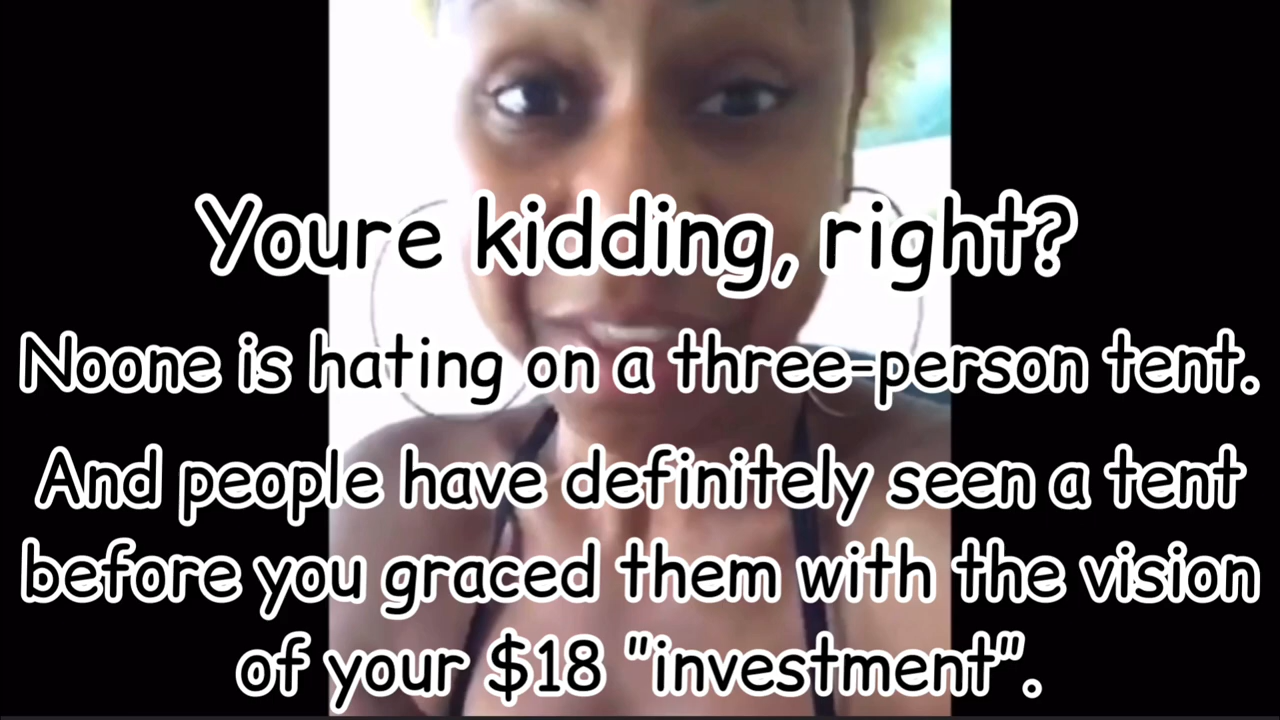 Youre kidding, right?
Noone is hating on a three-person tent.
And people have definitely seen a tent
before you graced them with the vision
of your $18 "investment".